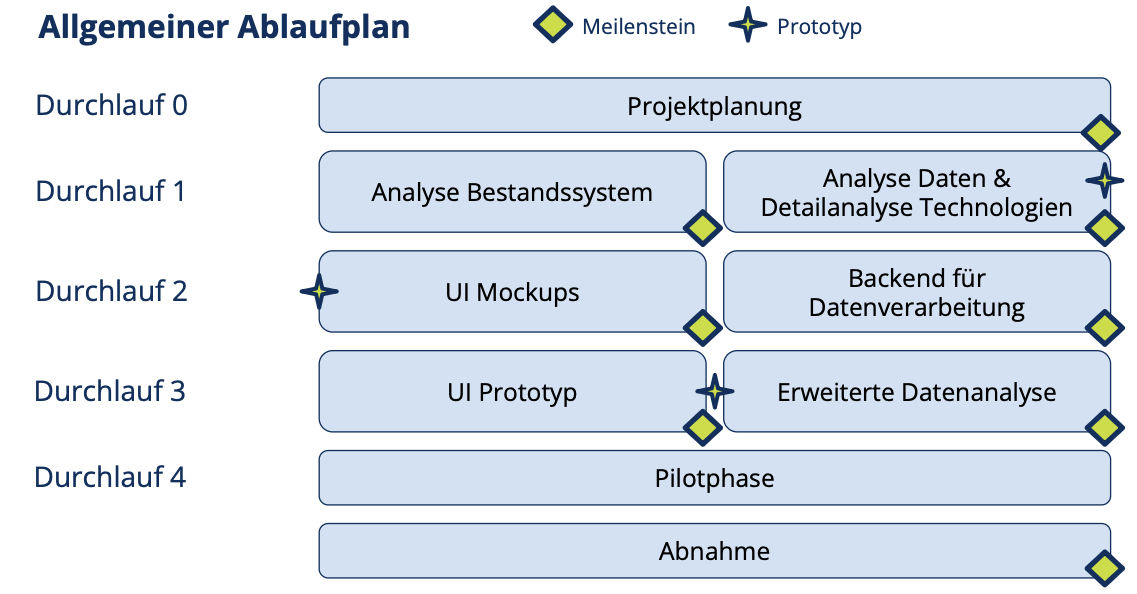 Allgemeiner Ablaufplan
Meilenstein
Prototyp
Durchlauf 0
Projektplanung
Durchlauf 1
Analyse Bestandssystem
Analyse Daten &
Detailanalyse Technologien
Durchlauf 2
UI Mockups
Backend für
Datenverarbeitung
Durchlauf 3
UI Prototyp
Erweiterte Datenanalyse
Durchlauf 4
Pilotphase
Abnahme